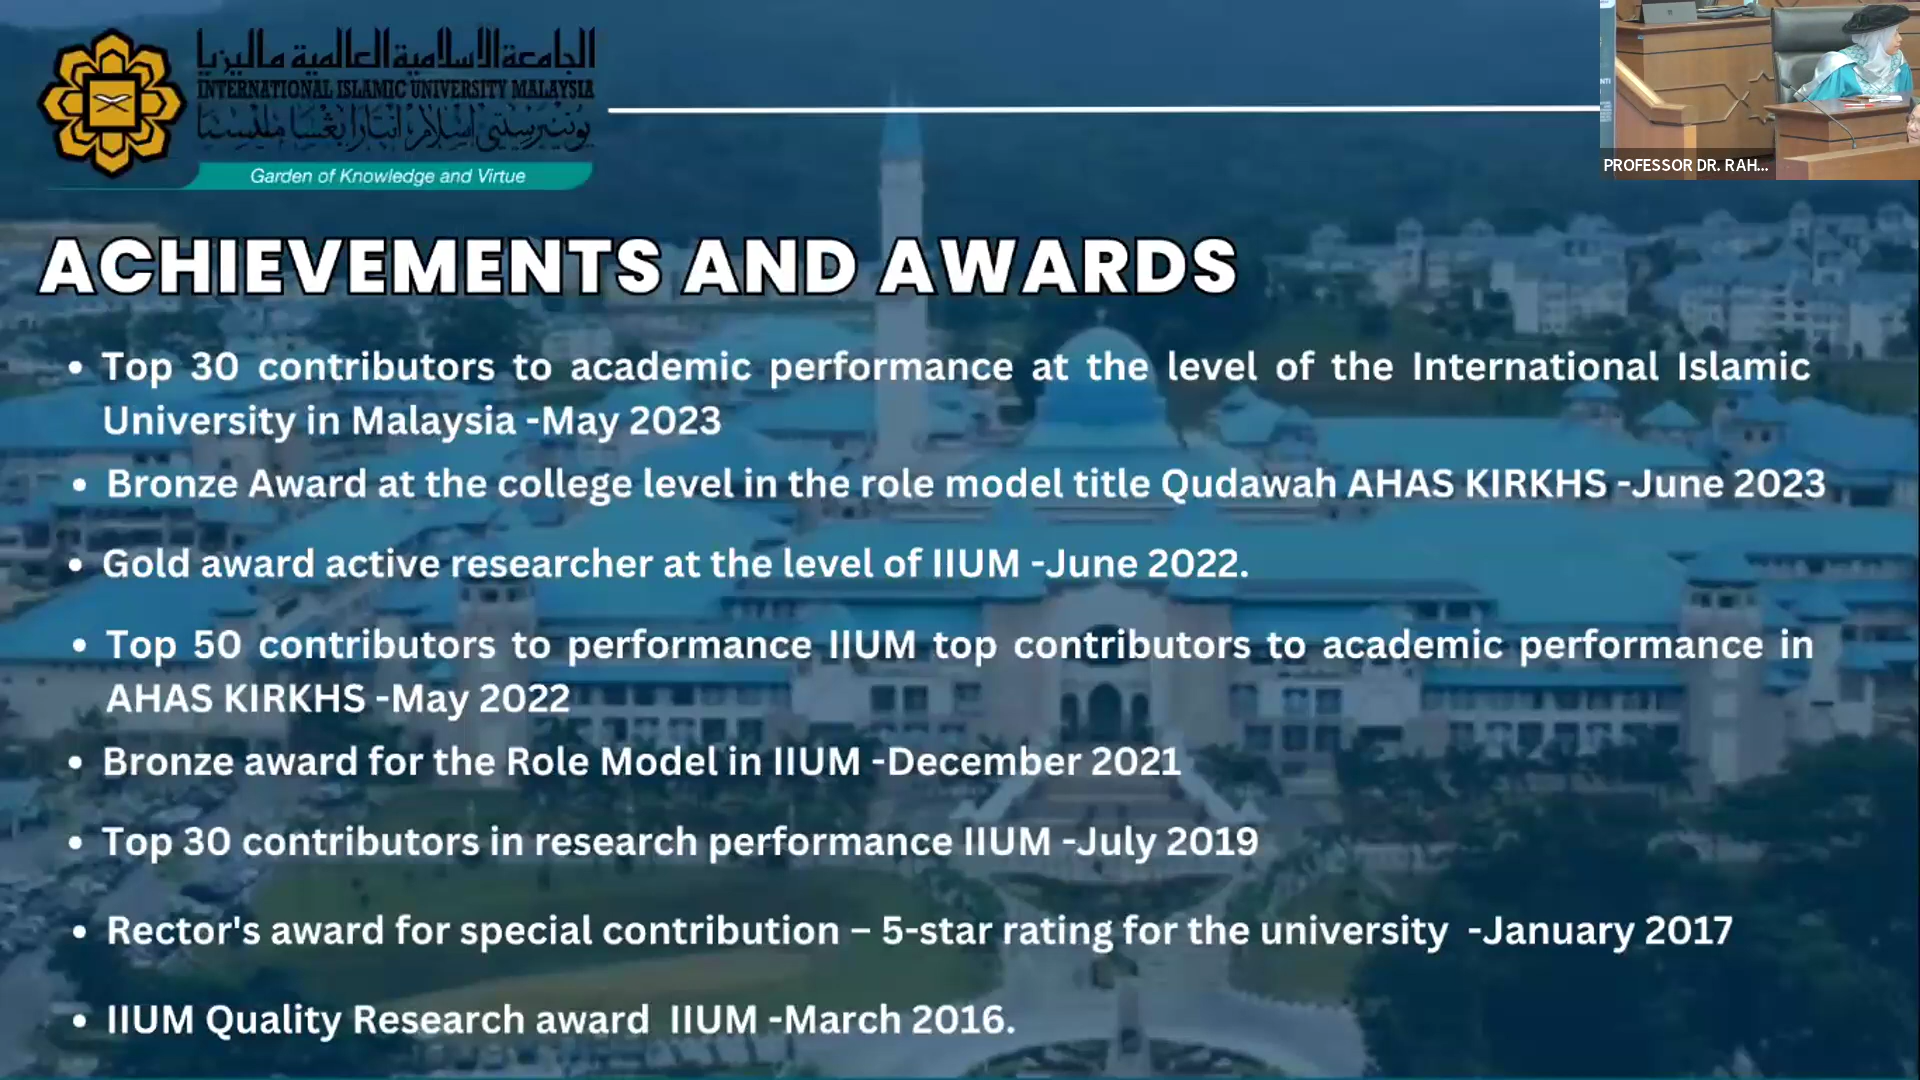 الجامعة الإسلامية العالمية ماليزيا
INTERNATIONAL ISLAMIC UNIVERSITY MALAYSIA
يونيبرسيتي اسلام انتارابغسا مليسيا
Garden of Knowledge and Virtue
PROFESSOR DR. RAH...
ACHIEVEMENTS AND AWARDS
• Top 30 contributors to academic performance at the level of the International Islamic
University in Malaysia -May 2023
• Bronze Award at the college level in the role model title Qudawah AHAS KIRKHS -June 2023
• Gold award active researcher at the level of IIUM -June 2022.
• Top 50 contributors to performance IIUM top contributors to academic performance in
AHAS KIRKHS -May 2022
• Bronze award for the Role Model in IIUM -December 2021
• Top 30 contributors in research performance IIUM -July 2019
• Rector's award for special contribution – 5-star rating for the university -January 2017
• IIUM Quality Research award IIUM -March 2016.